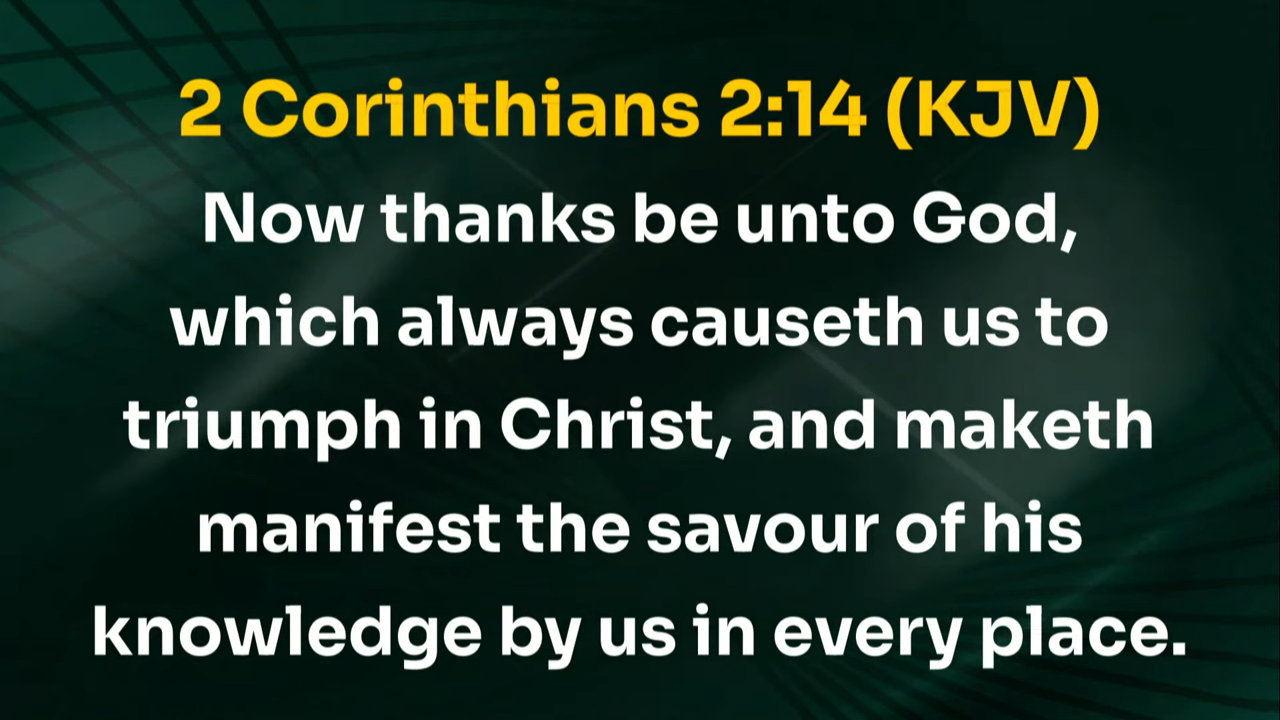 2 Corinthians 2:14 (KJV)
Now thanks be unto God,
which always causeth us to
triumph in Christ, and maketh
manifest the savour of his
knowledge by us in every place.